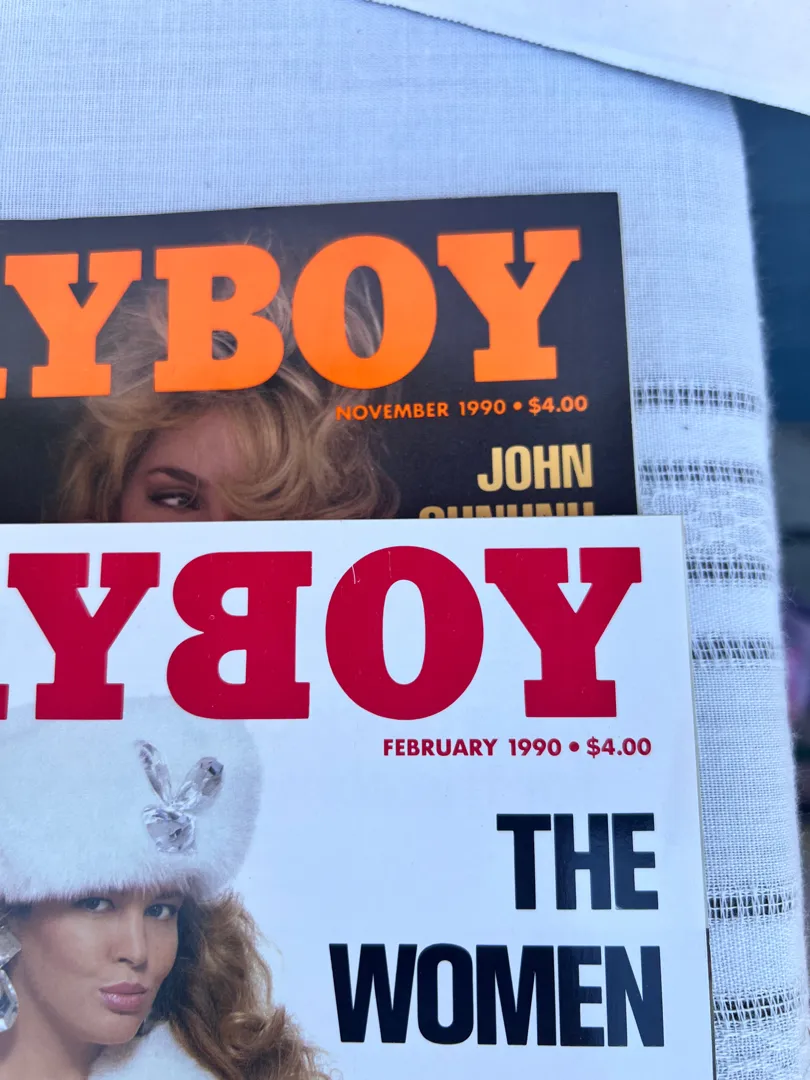 YBOY
NOVEMBER 1990 • $4.00
JOHN
YBOY
FEBRUARY 1990 • $4.00
THE
WOMEN